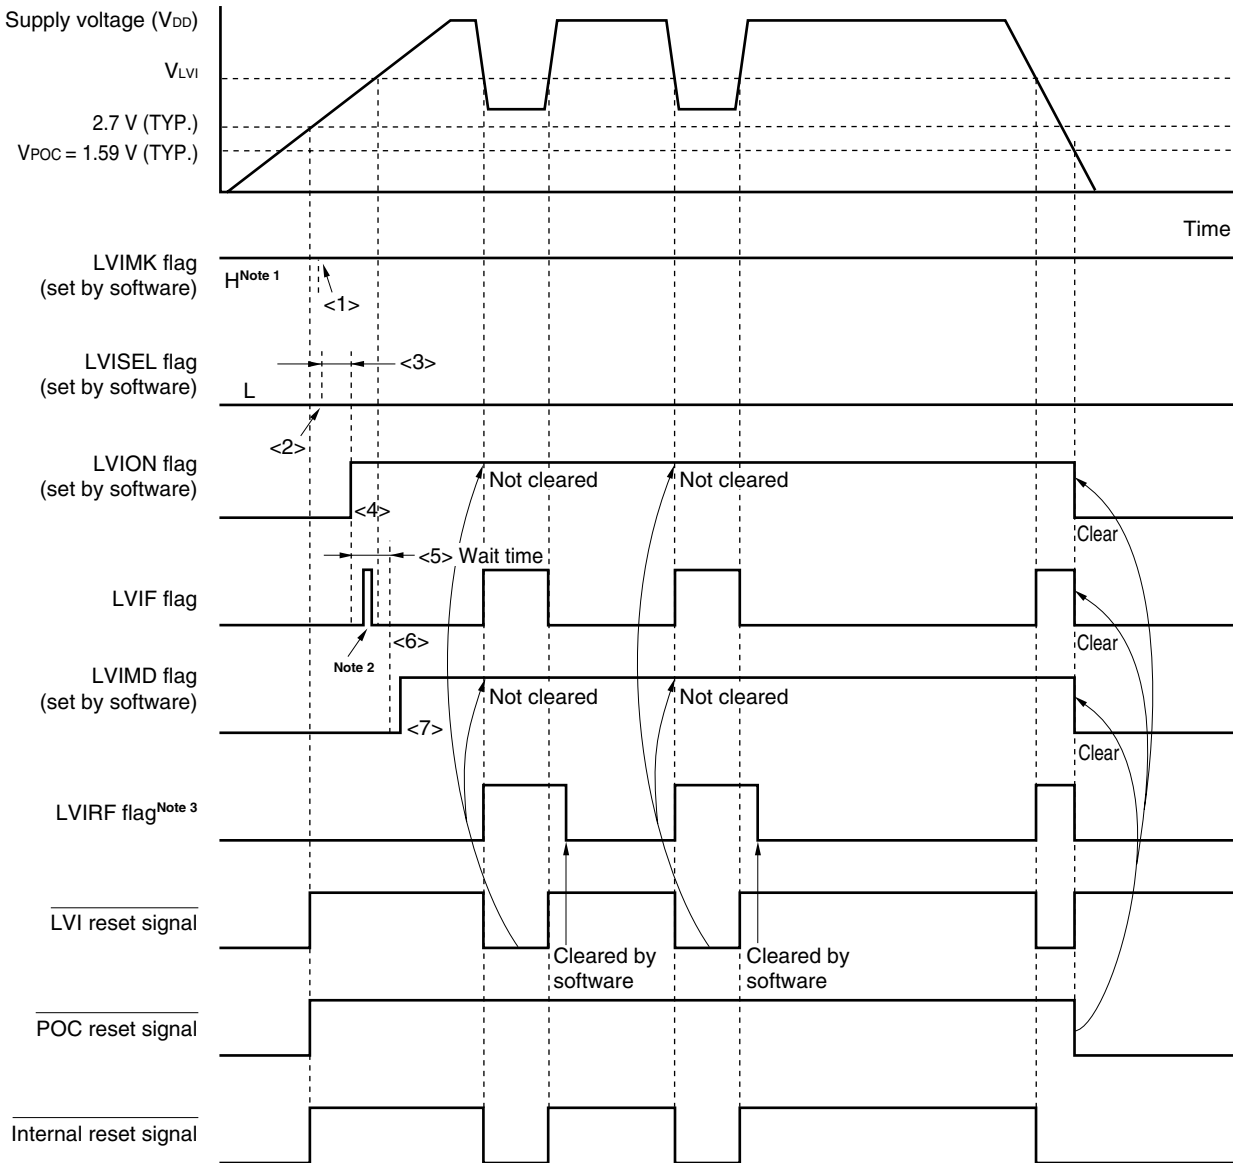 Supply voltage (VDD)
VLVI
2.7 V (TYP.)
VPOC = 1.59 V (TYP.)
Time
LVIMK flag
(set by software)
H Note 1
<1>
LVISEL flag
(set by software)
<3>
L
<2>
LVION flag
(set by software)
Not cleared
Not cleared
<4>
Clear
<5> Wait time
LVIF flag
<6>
Clear
Note 2
LVIMD flag
(set by software)
Not cleared
Not cleared
<7>
Clear
LVIRF flag Note 3
LVI reset signal
Cleared by
software
Cleared by
software
POC reset signal
Internal reset signal